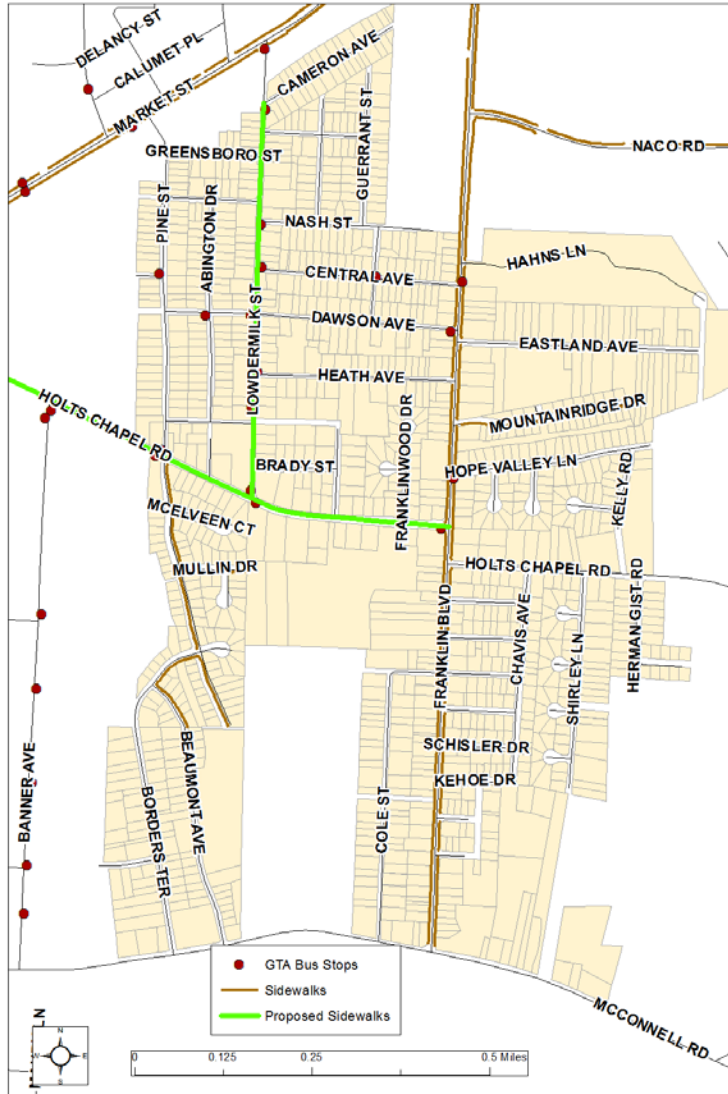 DELANCY ST
CALUMET PL
MARKET ST
CAMERON AVE
GUERRANT ST
NACO RD
GREENSBORO ST
PINE ST
ABINGTON DR
NASH ST
HAHNS LN
CENTRAL AVE
LOWDERMILK ST
DAWSON AVE
EASTLAND AVE
HEATH AVE
HOLTS CHAPEL RD
MOUNTAINRIDGE DR
FRANKLINWOOD DR
BRADY ST
HOPE VALLEY LN
KELLY RD
MCELVEEN CT
MULLIN DR
HOLTS CHAPEL RD
FRANKLIN BLVD
CHAVIS AVE
SHIRLEY LN
HERMAN GIST RD
SCHISLER DR
KEHOE DR
BANNER AVE
BORDERS TER
BEAUMONT AVE
COLE ST
MCCONNELL RD
GTA Bus Stops
Sidewalks
Proposed Sidewalks
LN
N
W E
S
0 0.125 0.25 0.5 Miles